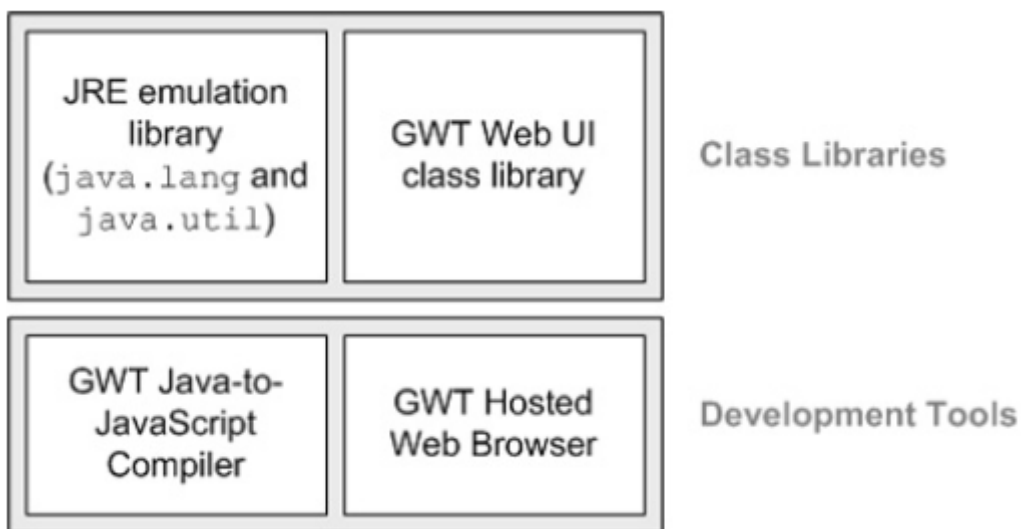 JRE emulation
library
(java.lang and
java.util)
GWT Web UI
class library
Class Libraries
GWT Java-to-
JavaScript
Compiler
GWT Hosted
Web Browser
Development Tools